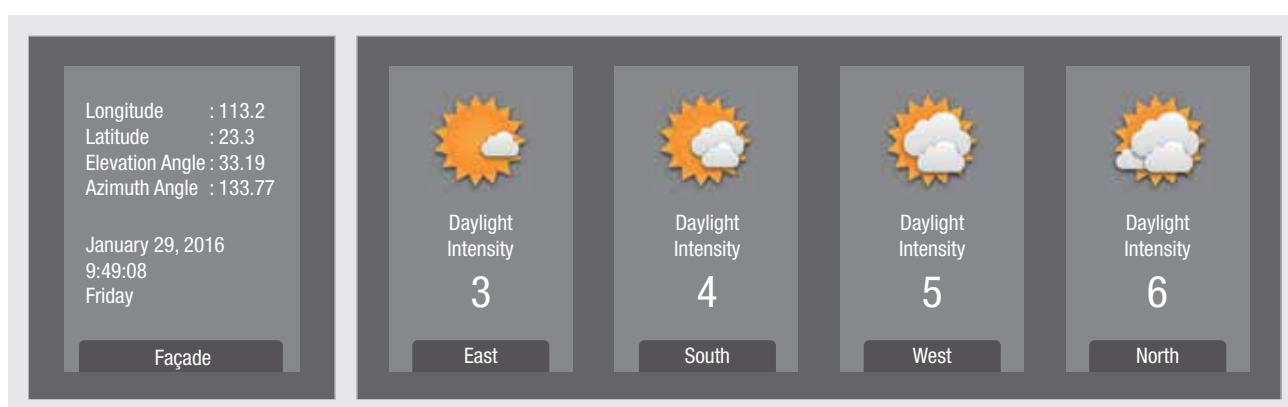 Longitude : 113.2
Latitude : 23.3
Elevation Angle : 33.19
Azimuth Angle : 133.77
January 29, 2016
9:49:08
Friday
Façade
Daylight
Intensity
3
East
Daylight
Intensity
4
South
Daylight
Intensity
5
West
Daylight
Intensity
6
North